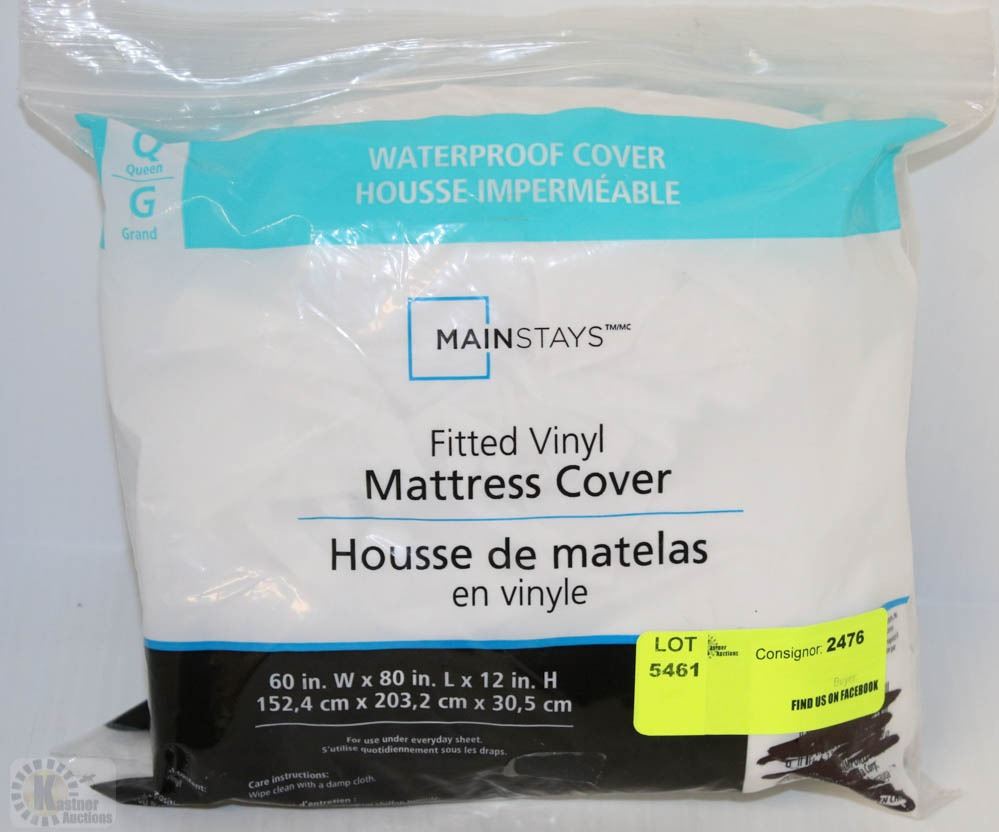 Q
Queen
G
Grand
WATERPROOF COVER
HOUSSE IMPERMÉABLE
MAINSTAYS TM/MC
Fitted Vinyl
Mattress Cover
Housse de matelas
en vinyle
60 in. W x 80 in. L x 12 in. H
152,4 cm x 203,2 cm x 30,5 cm
For use under everyday sheet.
S'utilise quotidiennement sous les draps.
Care instructions:
Wipe clean with a damp cloth.
d'entretien :
LOT
5461
Kastner
Auctions
Consignor: 2476
Buyer:
FIND US ON FACEBOOK
Kastner
Auctions